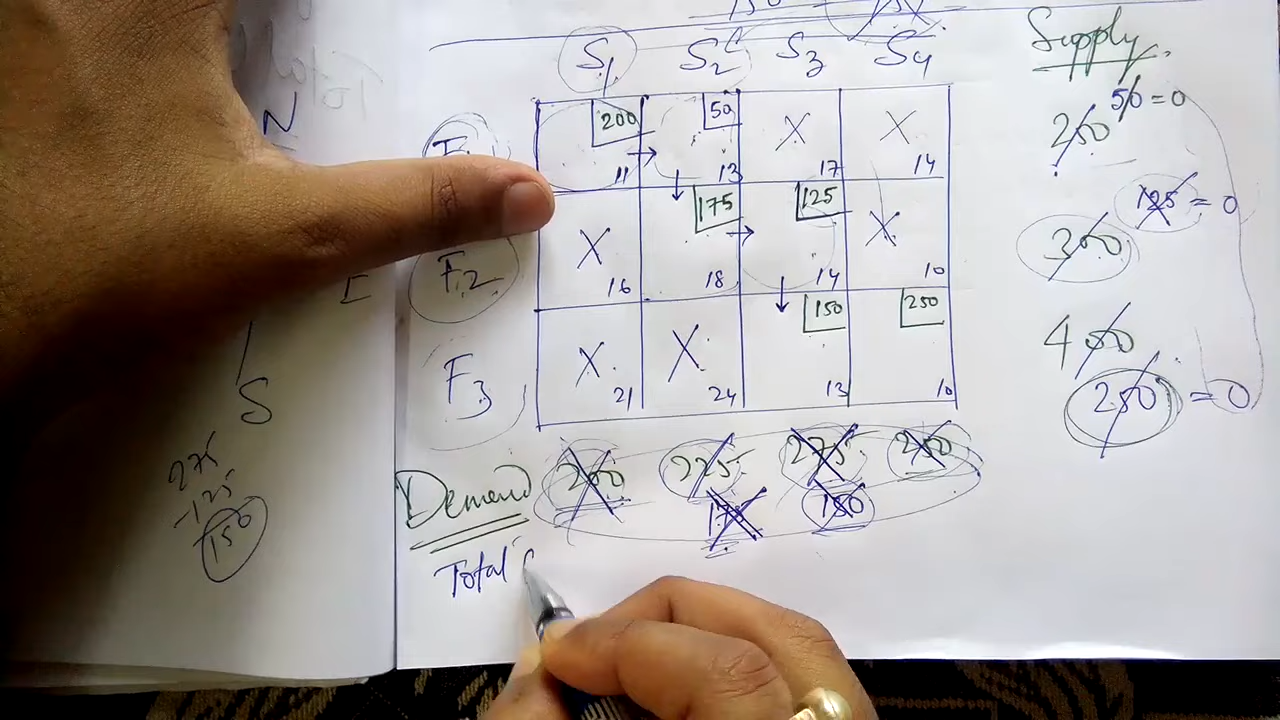 S1 S2 S3 S4 Supply
200 50 250 50 = 0
11 13 17 14
175 125 125 = 0
F2 300
16 18 14 10
150 250 400
F3 250 = 0
21 24 13 10
Demand 200 225 275 250
175 150
Total
N
S
275
-125
150